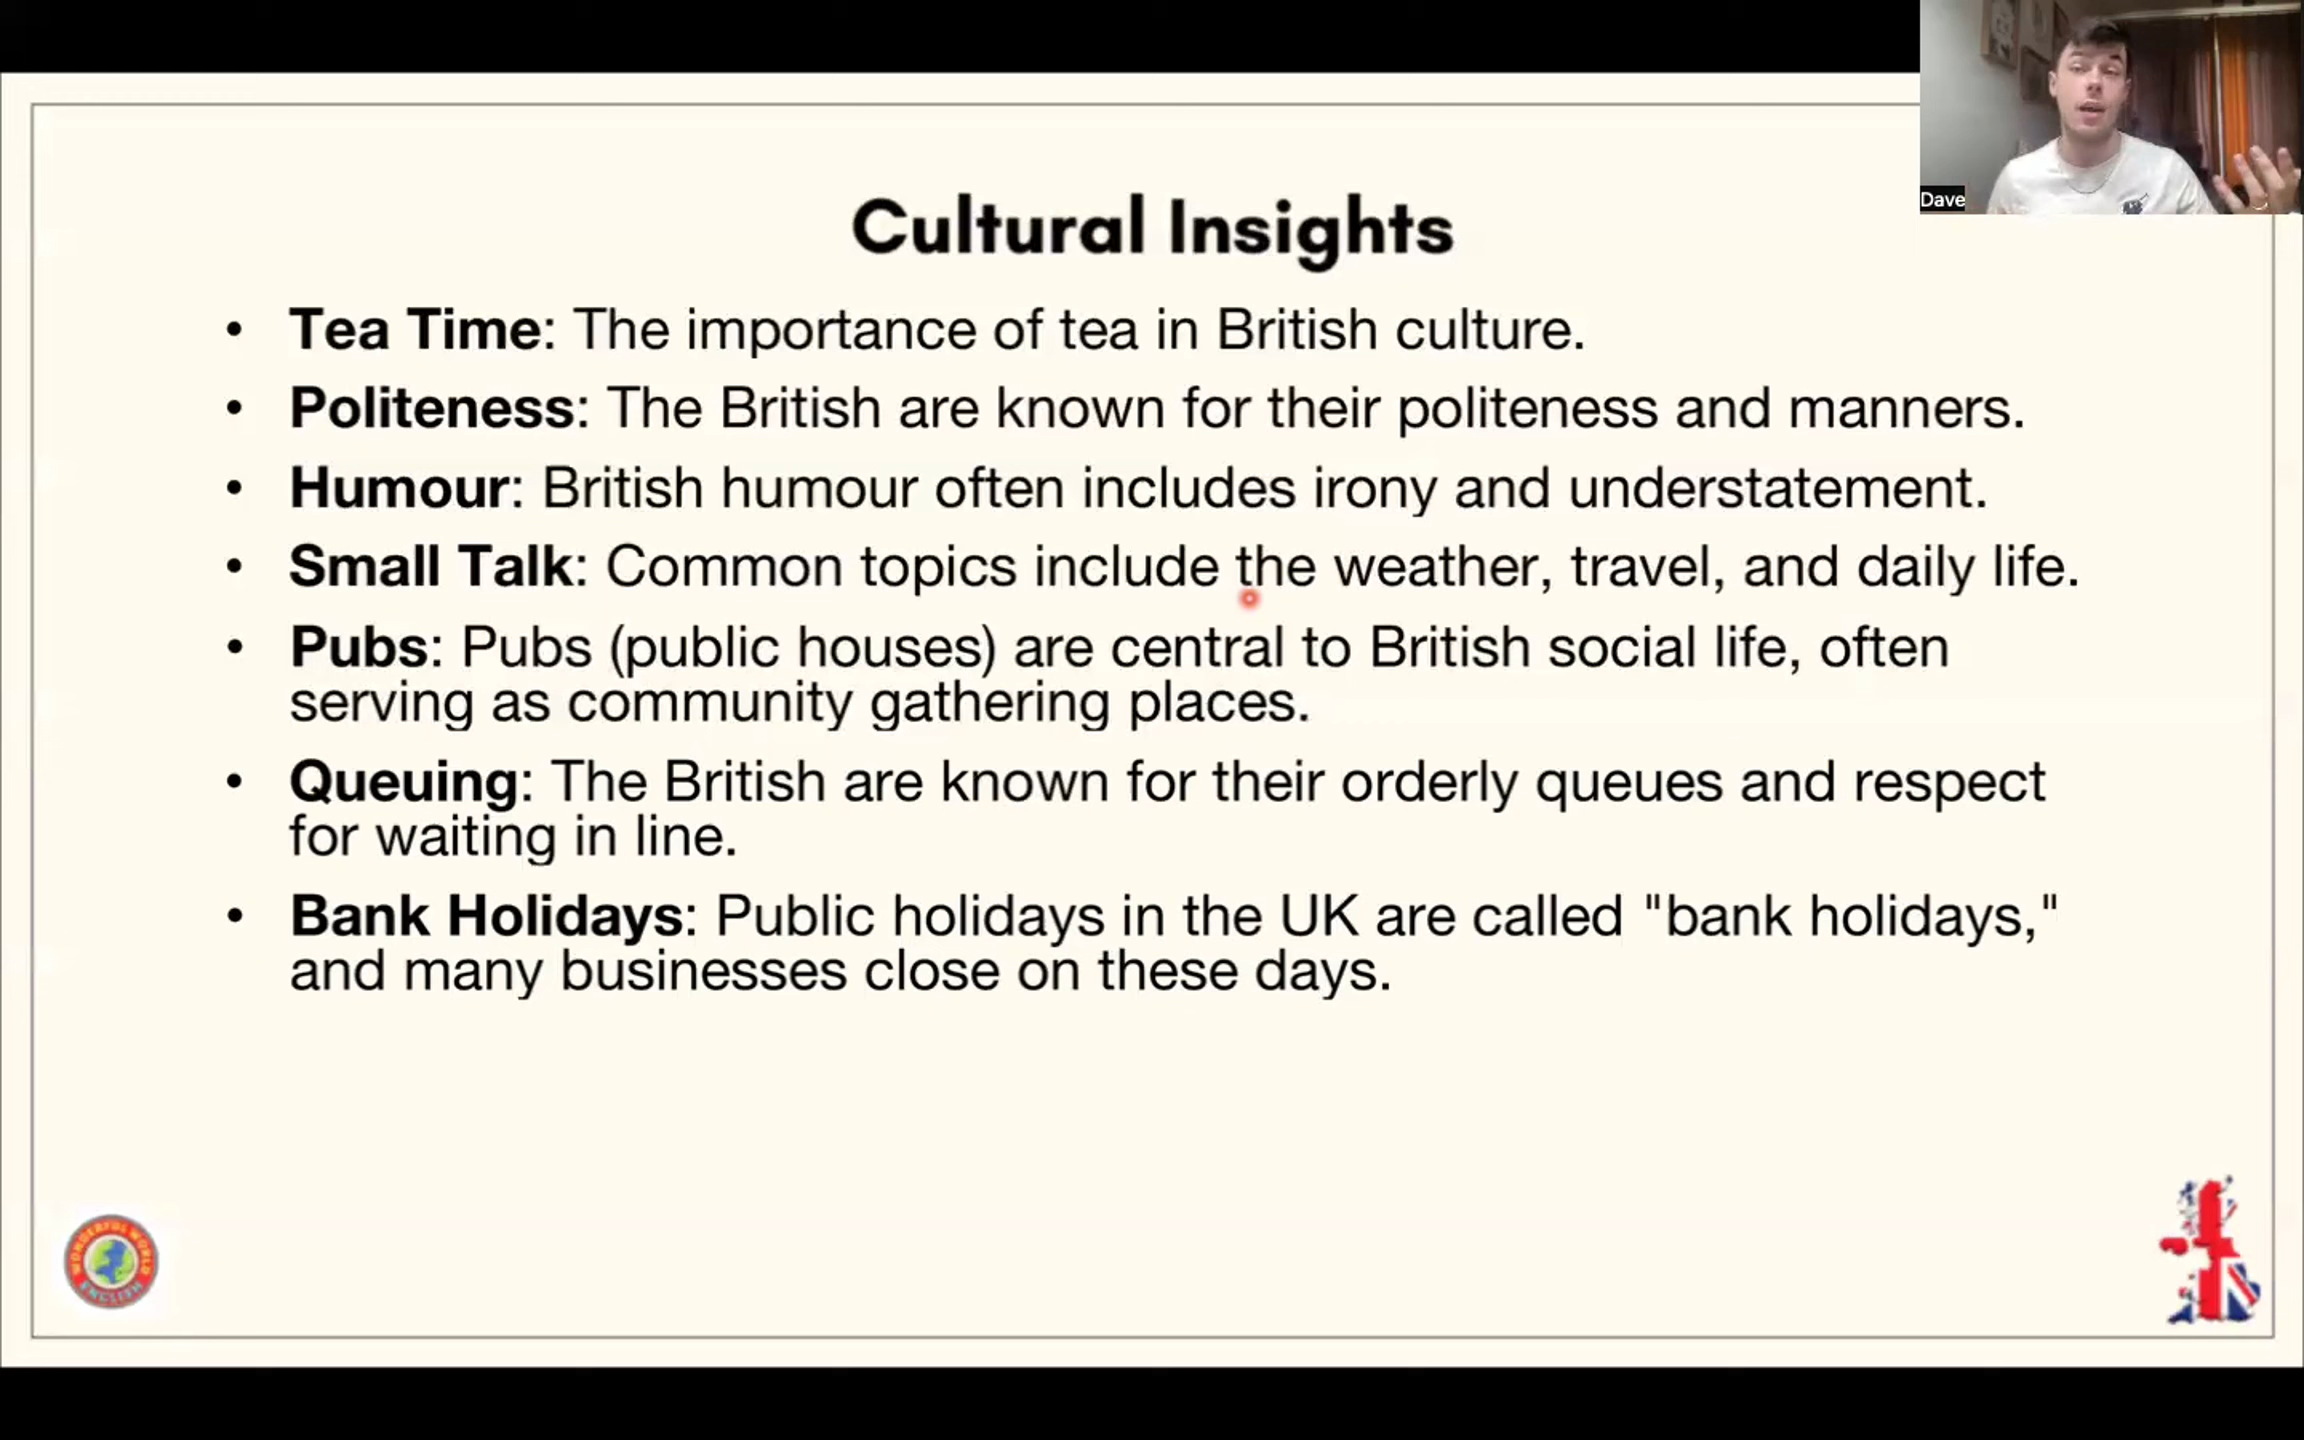 Dave
Cultural Insights
• Tea Time: The importance of tea in British culture.
• Politeness: The British are known for their politeness and manners.
• Humour: British humour often includes irony and understatement.
• Small Talk: Common topics include the weather, travel, and daily life.
• Pubs: Pubs (public houses) are central to British social life, often
serving as community gathering places.
• Queuing: The British are known for their orderly queues and respect
for waiting in line.
• Bank Holidays: Public holidays in the UK are called "bank holidays,"
and many businesses close on these days.
WONDERFUL WORLD
ENGLISH